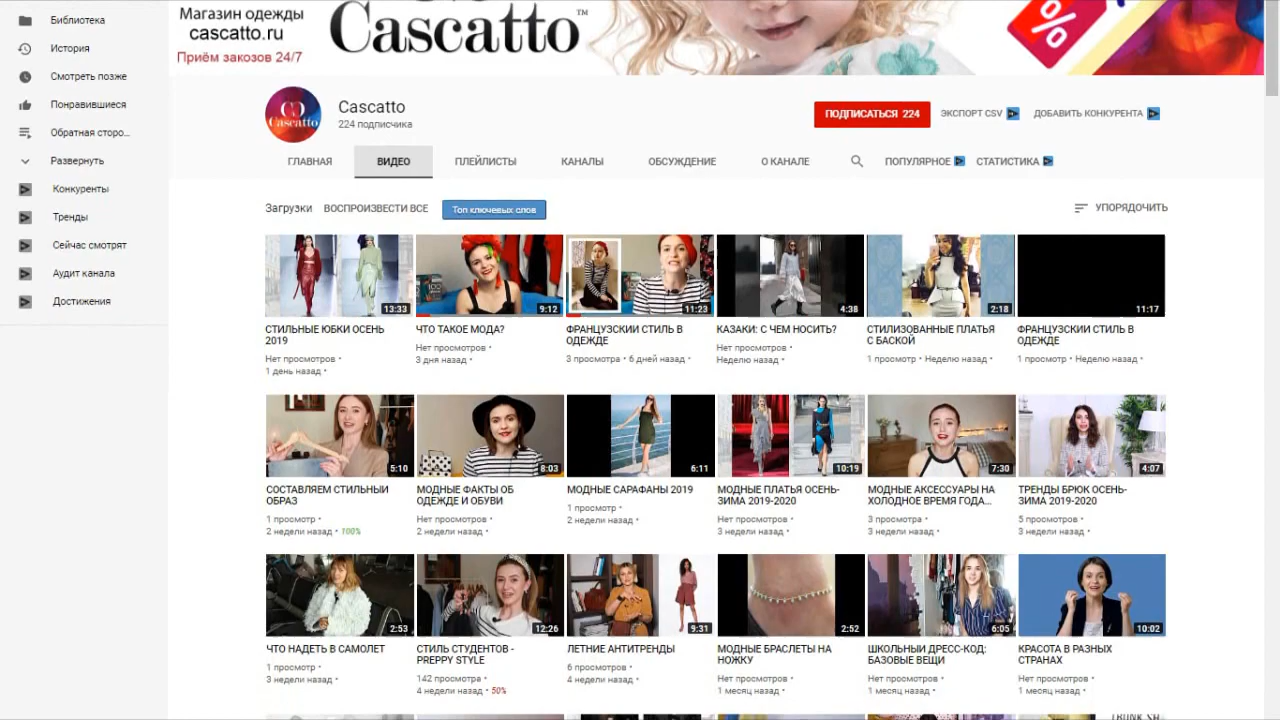 Магазин одежды
cascatto.ru
Приём закозов 24/7
Cascatto™
%
Библиотека
История
Смотреть позже
Понравившиеся
Обратная сторо...
Развернуть
Конкуренты
Тренды
Сейчас смотрят
Аудит канала
Достижения
Cascatto
Cascatto
224 подписчика
ПОДПИСАТЬСЯ 224
ЭКСПОРТ CSV
ДОБАВИТЬ КОНКУРЕНТА
ГЛАВНАЯ ВИДЕО ПЛЕЙЛИСТЫ КАНАЛЫ ОБСУЖДЕНИЕ О КАНАЛЕ ПОПУЛЯРНОЕ СТАТИСТИКА
Загрузки ВОСПРОИЗВЕСТИ ВСЕ Топ ключевых слов УПОРЯДОЧИТЬ
13:33
СТИЛЬНЫЕ ЮБКИ ОСЕНЬ
2019
Нет просмотров •
1 день назад •
100
9:12
ЧТО ТАКОЕ МОДА?
Нет просмотров •
3 дня назад •
11:23
ФРАНЦУЗСКИЙ СТИЛЬ В
ОДЕЖДЕ
3 просмотра • 6 дней назад •
4:38
КАЗАКИ: С ЧЕМ НОСИТЬ?
Нет просмотров •
Неделю назад •
2:18
СТИЛИЗОВАННЫЕ ПЛАТЬЯ
С БАСКОЙ
1 просмотр • Неделю назад •
11:17
ФРАНЦУЗСКИЙ СТИЛЬ В
ОДЕЖДЕ
1 просмотр • Неделю назад •
5:10
СОСТАВЛЯЕМ СТИЛЬНЫЙ
ОБРАЗ
1 просмотр •
2 недели назад • 100%
8:03
МОДНЫЕ ФАКТЫ ОБ
ОДЕЖДЕ И ОБУВИ
Нет просмотров •
2 недели назад •
6:11
МОДНЫЕ САРАФАНЫ 2019
1 просмотр •
2 недели назад •
10:19
МОДНЫЕ ПЛАТЬЯ ОСЕНЬ-
ЗИМА 2019-2020
Нет просмотров •
3 недели назад •
7:30
МОДНЫЕ АКСЕССУАРЫ НА
ХОЛОДНОЕ ВРЕМЯ ГОДА...
3 просмотра •
3 недели назад •
4:07
ТРЕНДЫ БРЮК ОСЕНЬ-
ЗИМА 2019-2020
5 просмотров •
3 недели назад •
2:53
ЧТО НАДЕТЬ В САМОЛЕТ
1 просмотр •
3 недели назад •
12:26
СТИЛЬ СТУДЕНТОВ -
PREPPY STYLE
142 просмотра •
4 недели назад • 50%
9:31
ЛЕТНИЕ АНТИТРЕНДЫ
6 просмотров •
4 недели назад •
2:52
МОДНЫЕ БРАСЛЕТЫ НА
НОЖКУ
Нет просмотров •
1 месяц назад •
6:05
ШКОЛЬНЫЙ ДРЕСС-КОД:
БАЗОВЫЕ ВЕЩИ
Нет просмотров •
1 месяц назад •
10:02
КРАСОТА В РАЗНЫХ
СТРАНАХ
Нет просмотров •
1 месяц назад •